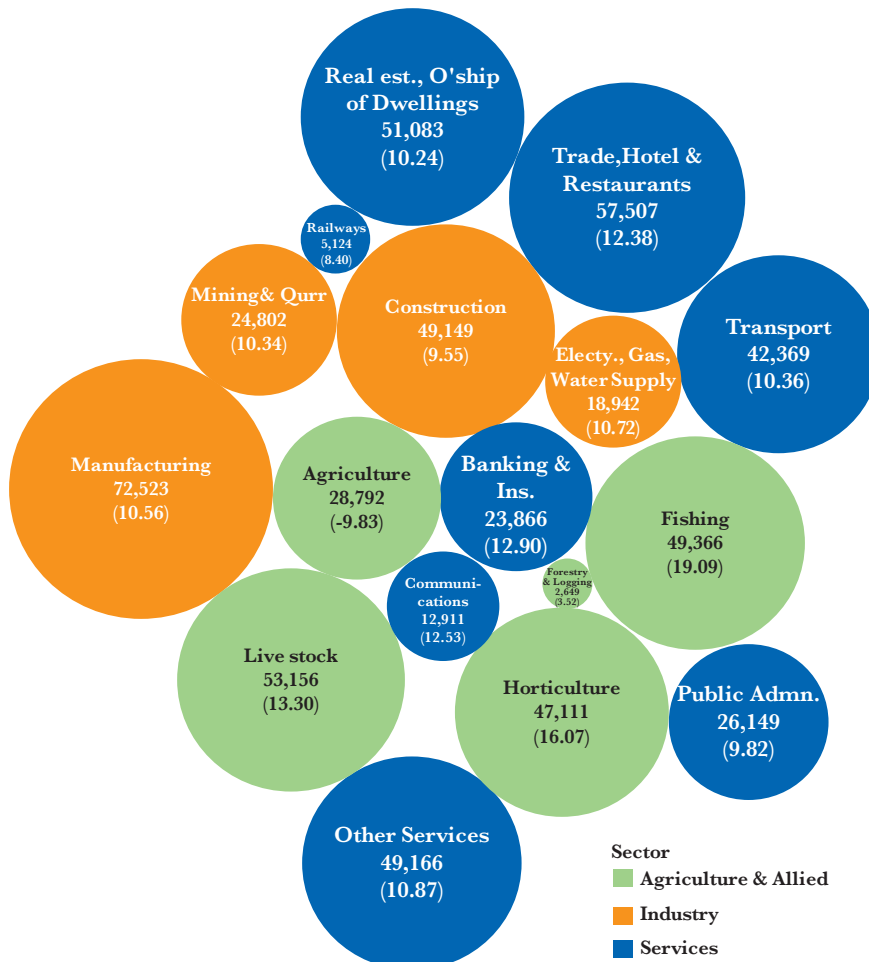 Real est., O'ship
of Dwellings
51,083
(10.24)
Trade,Hotel &
Restaurants
57,507
(12.38)
Railways
5,124
(8.40)
Mining& Qurr
24,802
(10.34)
Construction
49,149
(9.55)
Electy., Gas,
Water Supply
18,942
(10.72)
Transport
42,369
(10.36)
Manufacturing
72,523
(10.56)
Agriculture
28,792
(-9.83)
Banking &
Ins.
23,866
(12.90)
Fishing
49,366
(19.09)
Forestry
& Logging
2,649
(3.52)
Communi-
cations
12,911
(12.53)
Live stock
53,156
(13.30)
Horticulture
47,111
(16.07)
Public Admn.
26,149
(9.82)
Other Services
49,166
(10.87)
Sector
Agriculture & Allied
Industry
Services